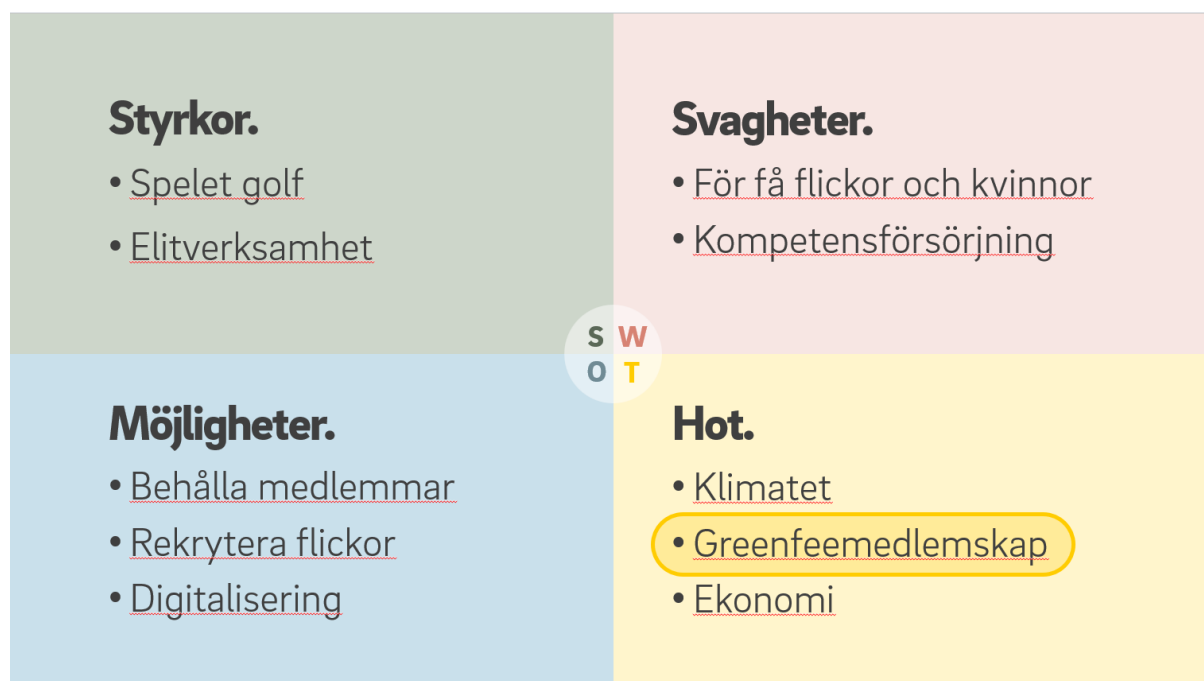 Styrkor.
• Spelet golf
• Elitverksamhet
Svagheter.
• För få flickor och kvinnor
• Kompetensförsörjning
S W
O T
Möjligheter.
• Behålla medlemmar
• Rekrytera flickor
• Digitalisering
Hot.
• Klimatet
• Greenfeemedlemskap
• Ekonomi